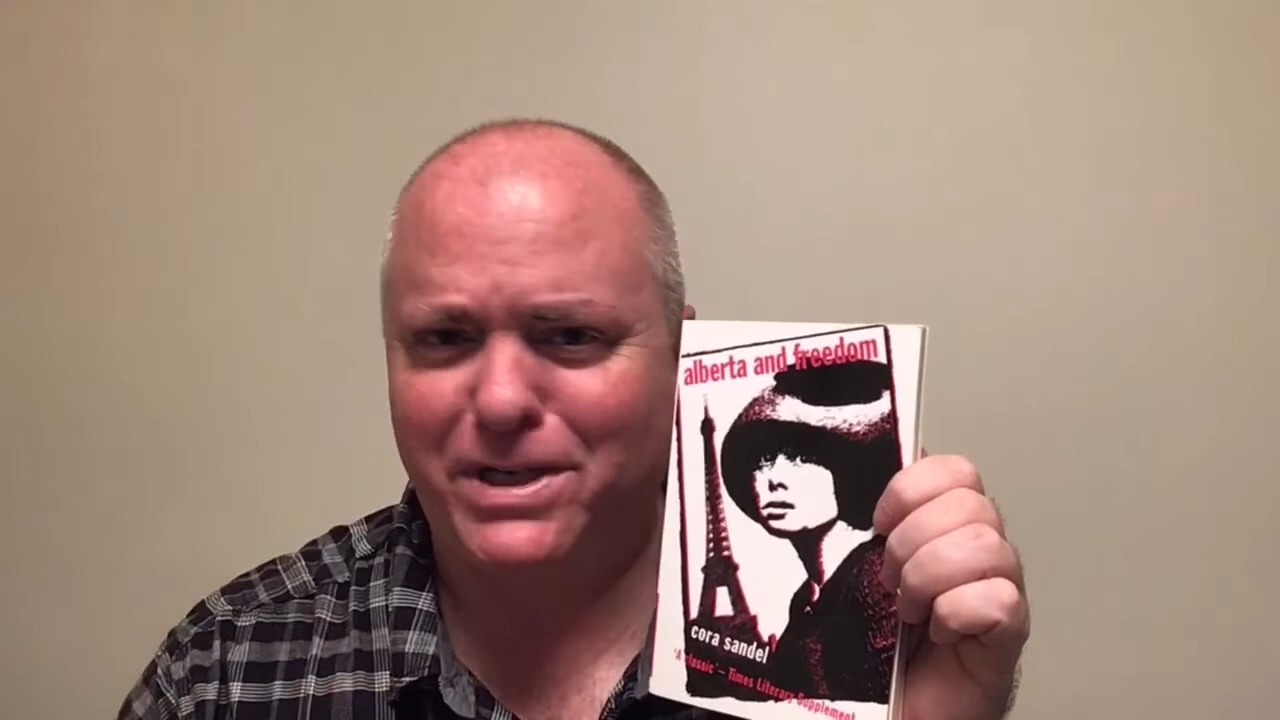 alberta and freedom
cora sandel
'A classic' – Times Literary Supplement